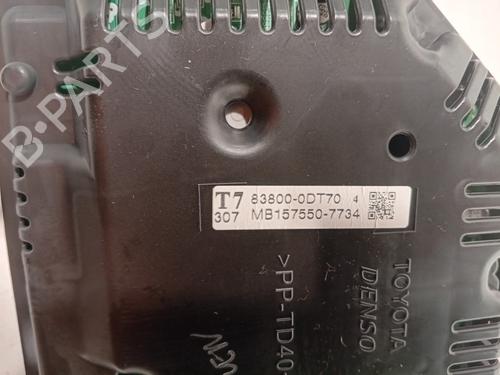 B-PARTS
T7 83800-0DT70 4
307 MB157550-7734
TOYOTA
DENSO
>PP-TD40